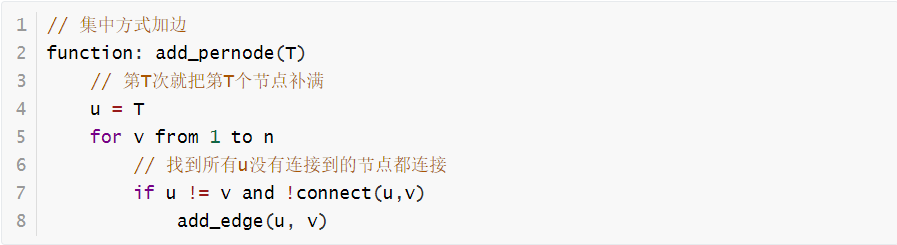 1 // 集中方式加边
2 function: add_pernode(T)
3     // 第T次就把第T个节点补满
4     u = T
5     for v from 1 to n
6         // 找到所有u没有连接到的节点都连接
7         if u != v and !connect(u,v)
8             add_edge(u, v)